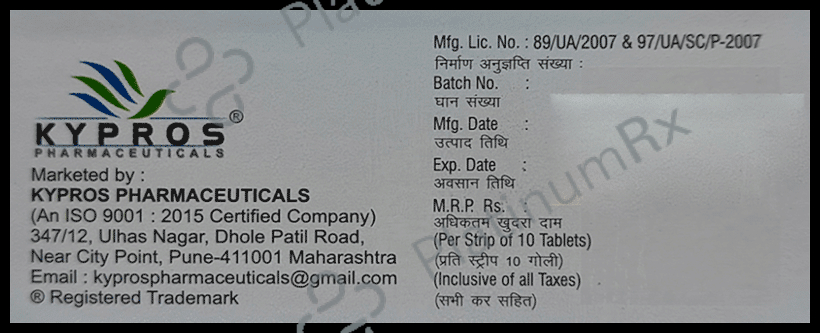 KYPROS®
PHARMACEUTICALS
Marketed by :
KYPROS PHARMACEUTICALS
(An ISO 9001 : 2015 Certified Company)
347/12, Ulhas Nagar, Dhole Patil Road,
Near City Point, Pune-411001 Maharashtra
Email : kyprospharmaceuticals@gmail.com
® Registered Trademark
Mfg. Lic. No. : 89/UA/2007 & 97/UA/SC/P-2007
निर्माण अनुज्ञप्ति संख्या :
Batch No. :
घान संख्या
Mfg. Date :
उत्पाद तिथि
Exp. Date :
अवसान तिथि
M.R.P. Rs. :
अधिकतम खुदरा दाम
(Per Strip of 10 Tablets)
(प्रति स्ट्रीप 10 गोली)
(Inclusive of all Taxes)
(सभी कर सहित)
PlatinumRx